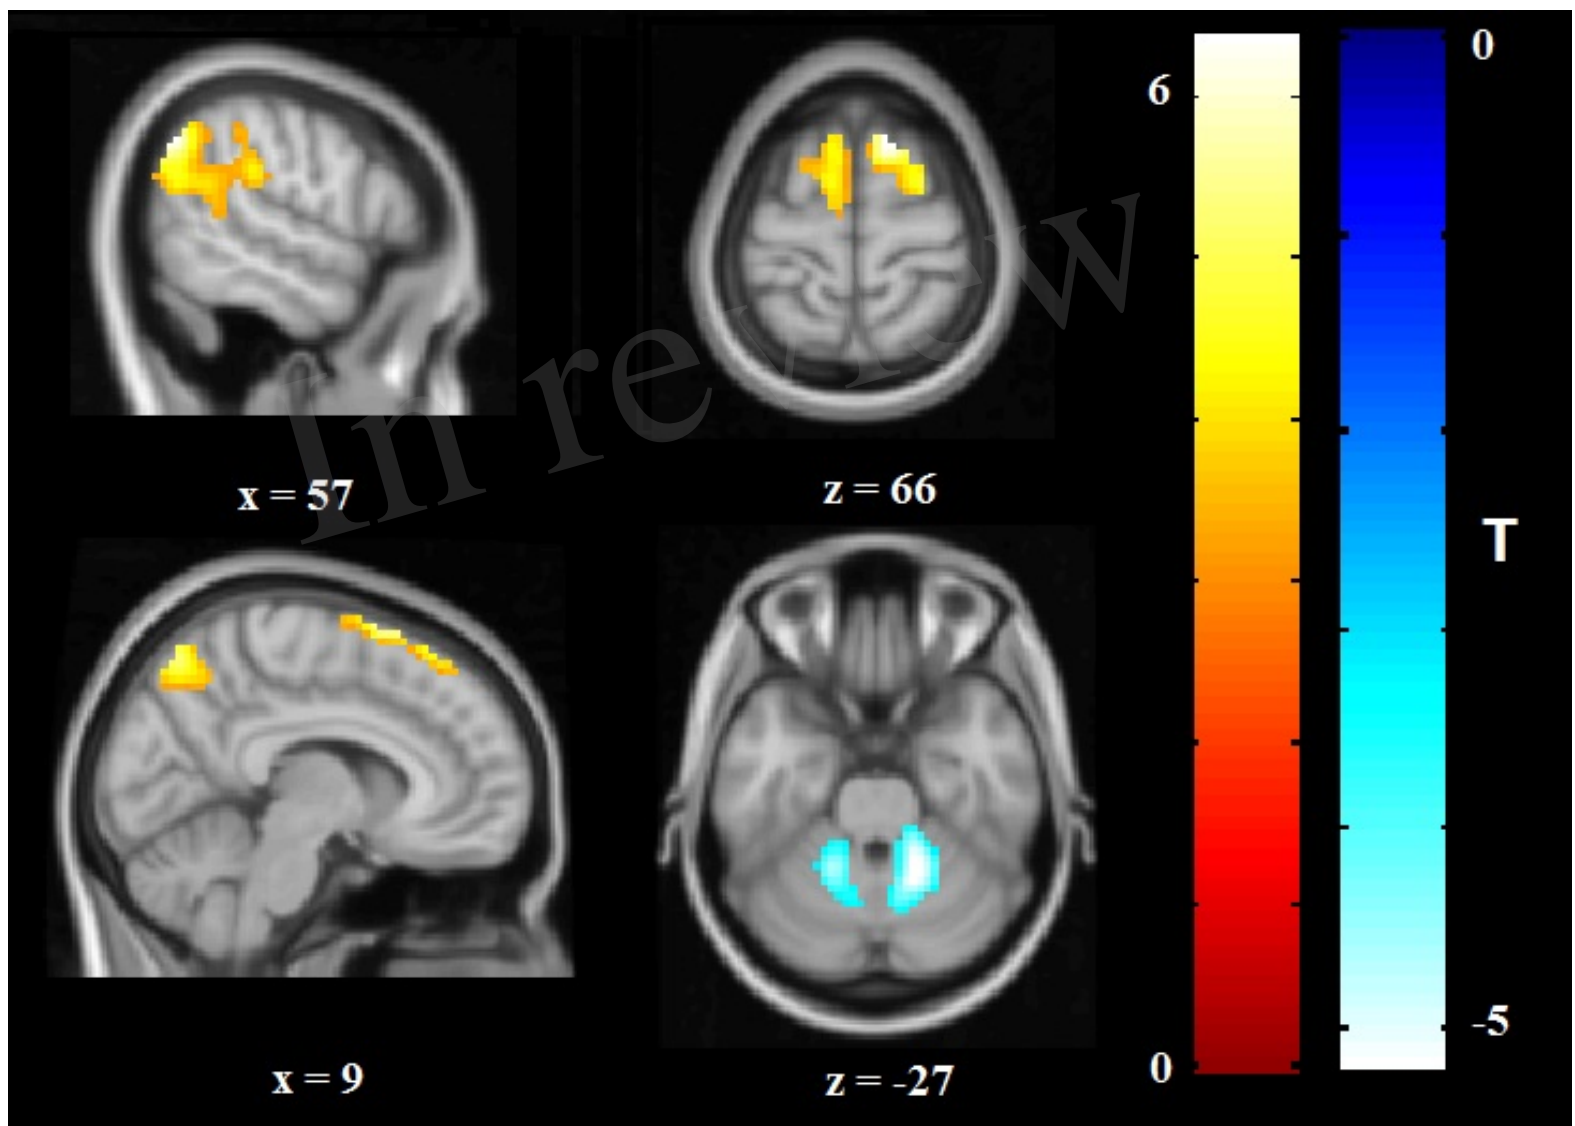 6
0
T
-5
0
x = 57
z = 66
x = 9
z = -27
In review